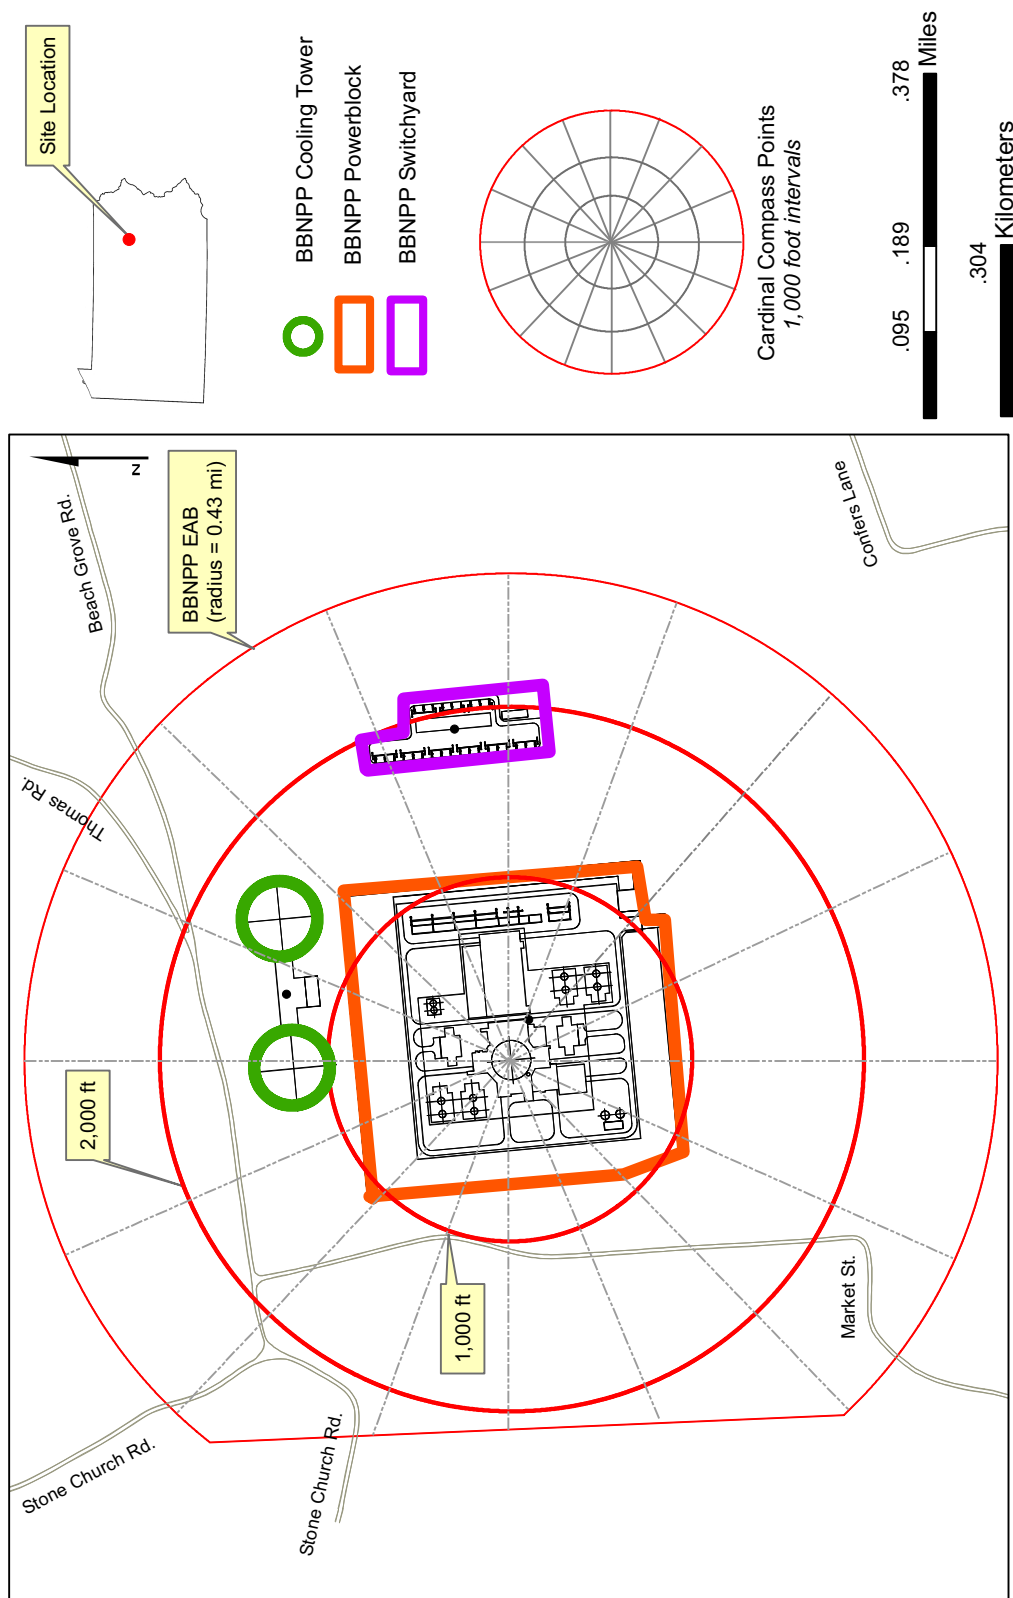 Site Location
BBNPP Cooling Tower
BBNPP Powerblock
BBNPP Switchyard
Cardinal Compass Points
1,000 foot intervals
.095
.189
.378
Miles
.304
Kilometers
N
Beach Grove Rd.
BBNPP EAB
(radius = 0.43 mi)
Thomas Rd.
Confers Lane
2,000 ft
1,000 ft
Market St.
Stone Church Rd.
Stone Church Rd.